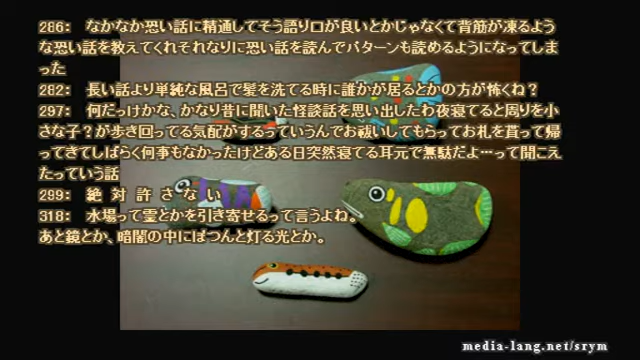 286: なかなか恐い話に精通してそう語り口が良いとかじゃなくて背筋が凍るよう
な恐い話を教えてくれそれなりに恐い話を読んでパターンも読めるようになってしま
った
282: 長い話より単純な風呂で髪を洗てる時に誰かが居るとかの方が怖くね？
297: 何だっけかな、かなり昔に聞いた怪談話を思い出したわ夜寝てると周りを小
さな子？が歩き回ってる気配がするっていうんでお祓いしてもらってお札を貰って帰
ってきてしばらく何事もなかったけどある日突然寝てる耳元で無駄だよ…って聞こえ
たっていう話
299: 絶 対 許 さ な い
318: 水場って霊とかを引き寄せるって言うよね。
あと鏡とか、暗闇の中にぽつんと灯る光とか。
media-lang.net/srym